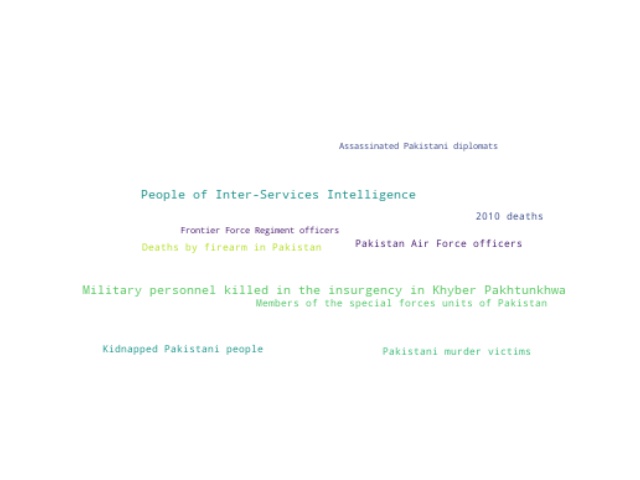 Assassinated Pakistani diplomats
People of Inter-Services Intelligence
2010 deaths
Frontier Force Regiment officers
Pakistan Air Force officers
Deaths by firearm in Pakistan
Military personnel killed in the insurgency in Khyber Pakhtunkhwa
Members of the special forces units of Pakistan
Kidnapped Pakistani people
Pakistani murder victims